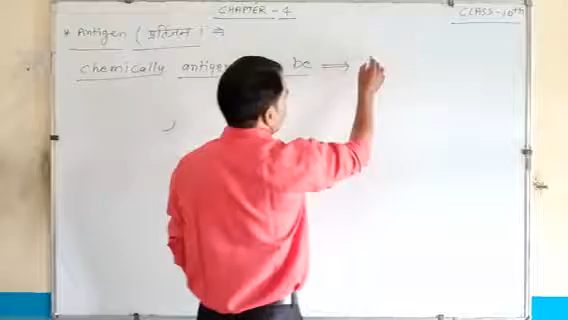 CHAPTER - 4
CLASS-10th
* Antigen ( प्रतिजन ) ⇒
Chemically antigen be ⟹